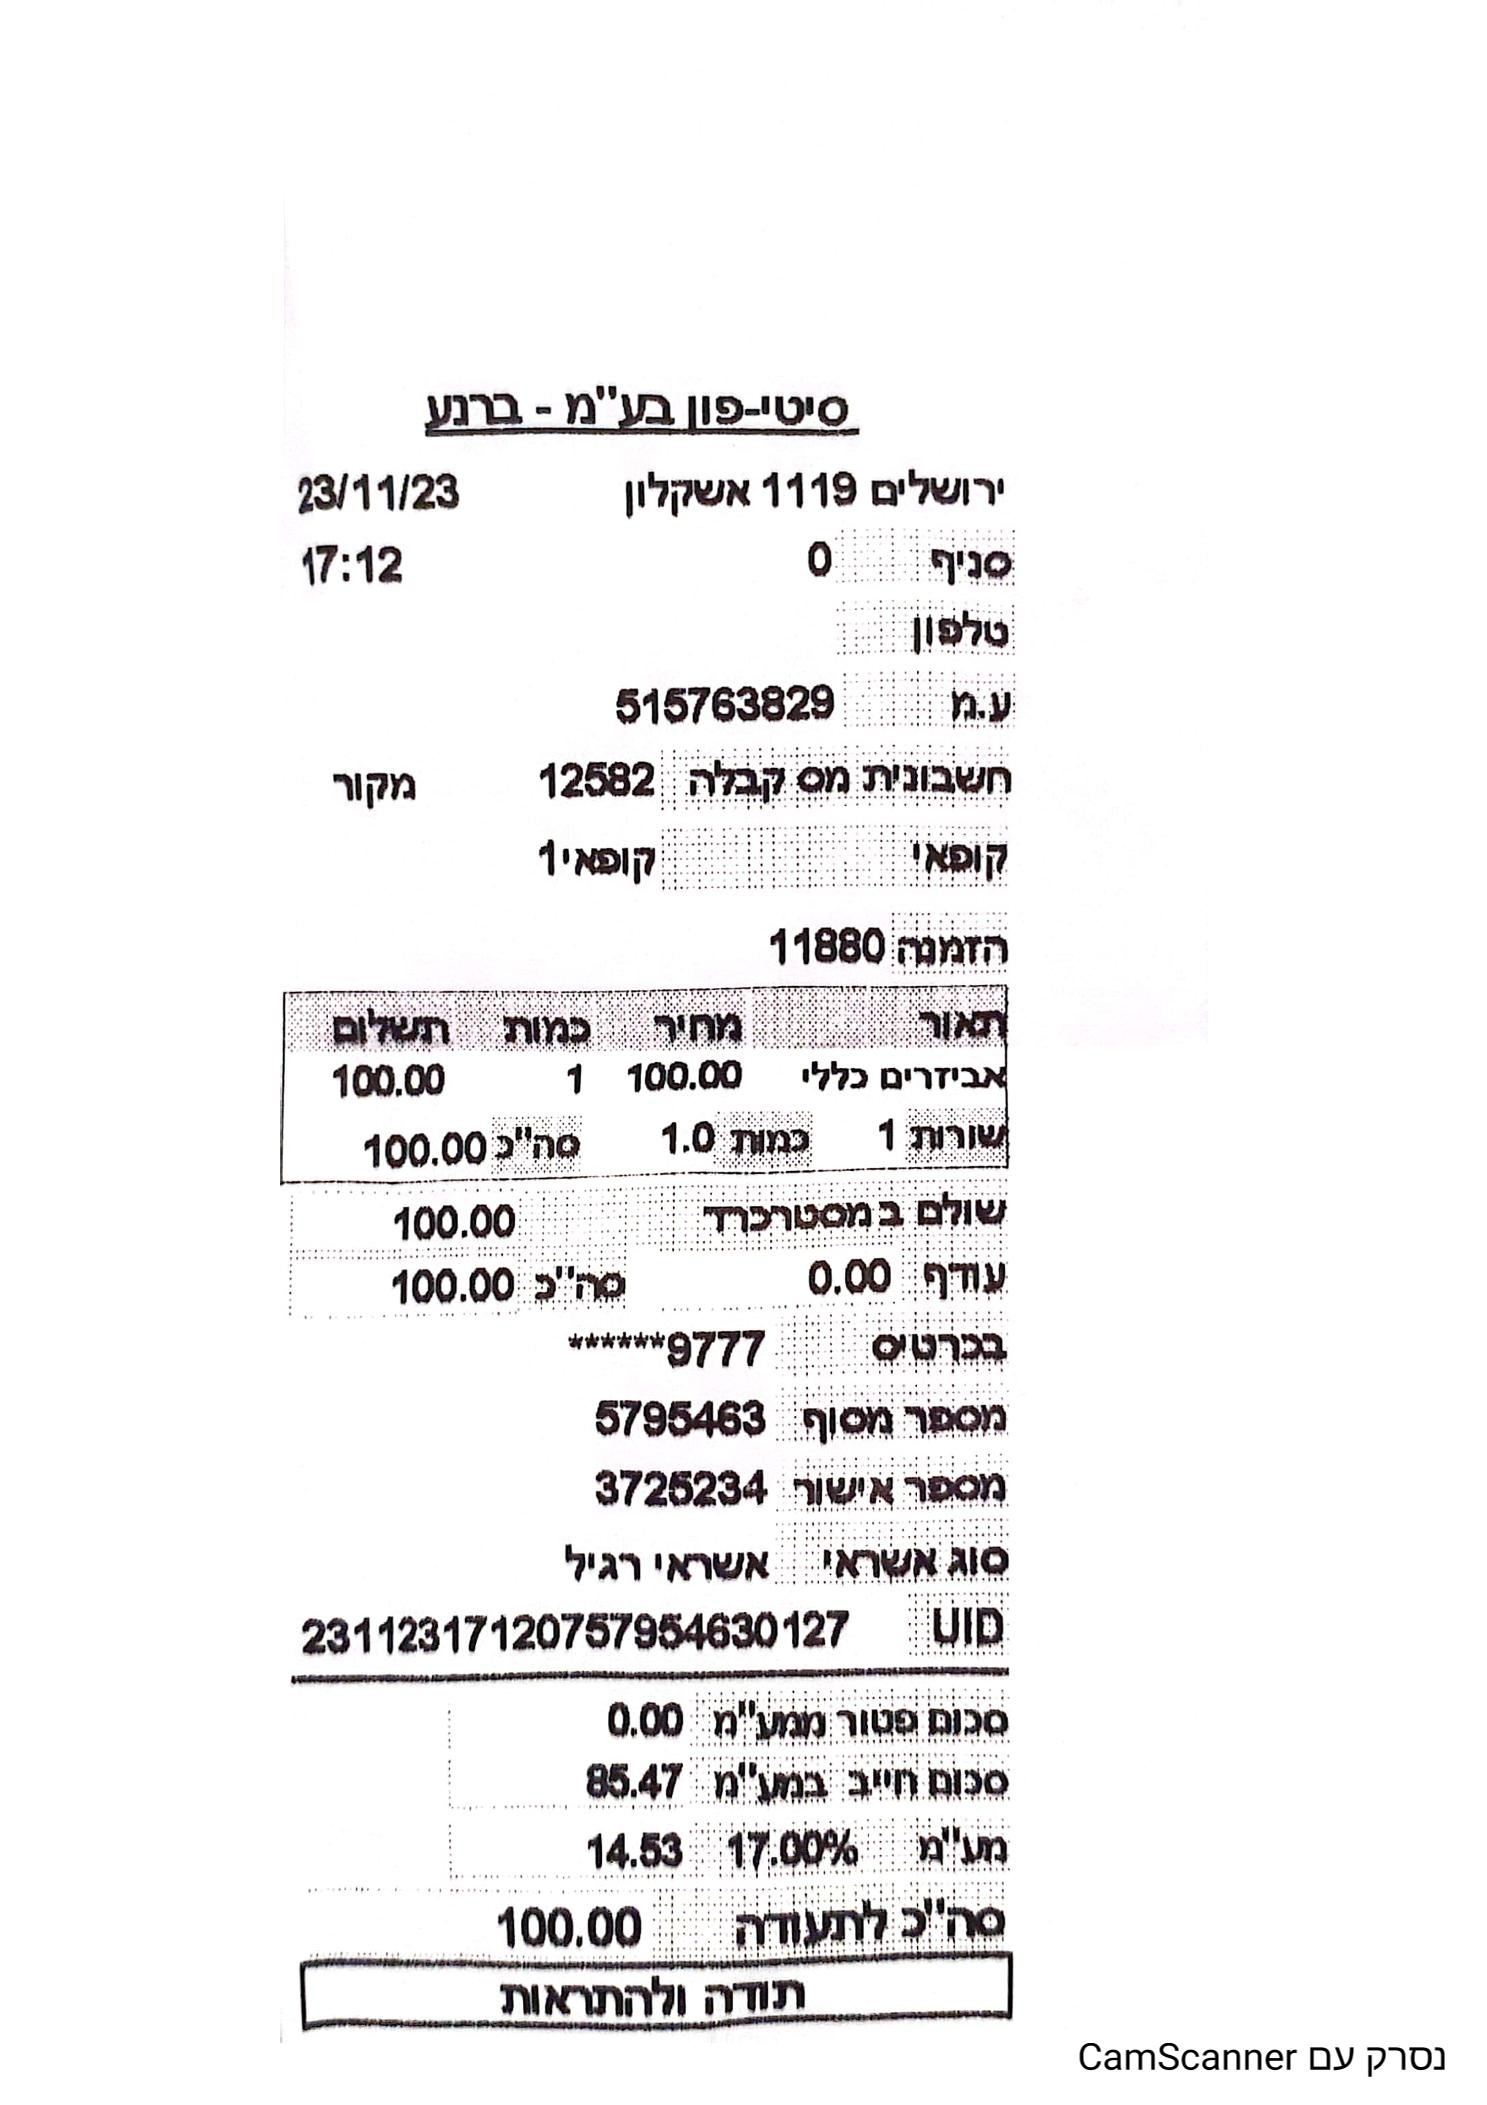 סיטי-פון בע"מ - ברנע
ירושלים 1119 אשקלון 23/11/23
סניף 0 17:12
טלפון
ע.מ 515763829
חשבונית מס קבלה 12582 מקור
קופאי קופאי1
הזמנה 11880
תאור מחיר כמות תשלום
אביזרים כללי 100.00 1 100.00
שורות 1 כמות 1.0 סה"כ 100.00
שולם ב מסטרכרד 100.00
עודף 0.00 סה"כ 100.00
בכרטיס ******9777
מספר מסוף 5795463
מספר אישור 3725234
סוג אשראי אשראי רגיל
UID 23112317120757954630127
סכום פטור ממע"מ 0.00
סכום חייב במע"מ 85.47
מע"מ 17.00% 14.53
סה"כ לתעודה 100.00
תודה ולהתראות
נסרק עם CamScanner